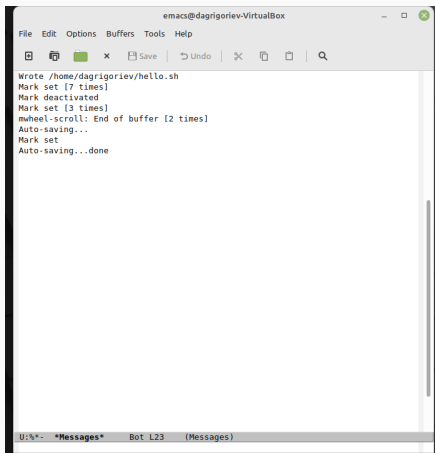 emacs@dagrigoriev-VirtualBox
File Edit Options Buffers Tools Help
Save Undo
Wrote /home/dagrigoriev/hello.sh
Mark set [7 times]
Mark deactivated
Mark set [3 times]
mwheel-scroll: End of buffer [2 times]
Auto-saving...
Mark set
Auto-saving...done
U:%*- *Messages* Bot L23 (Messages)